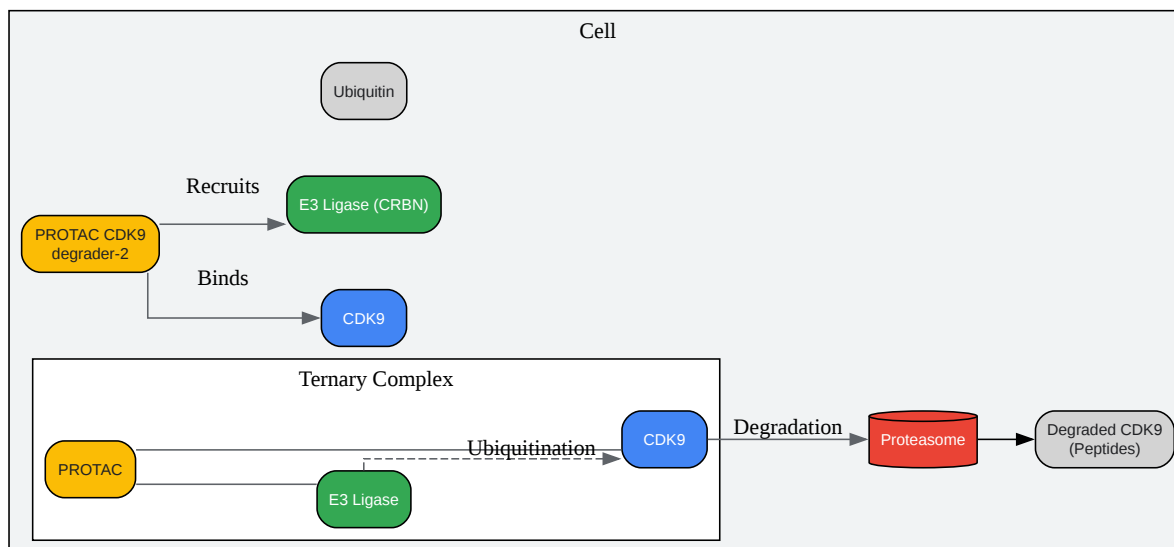 Cell
Ubiquitin
Recruits
E3 Ligase (CRBN)
PROTAC CDK9
degrader-2
Binds
CDK9
Ternary Complex
PROTAC
E3 Ligase
Ubiquitination
CDK9
Degradation
Proteasome
Degraded CDK9
(Peptides)